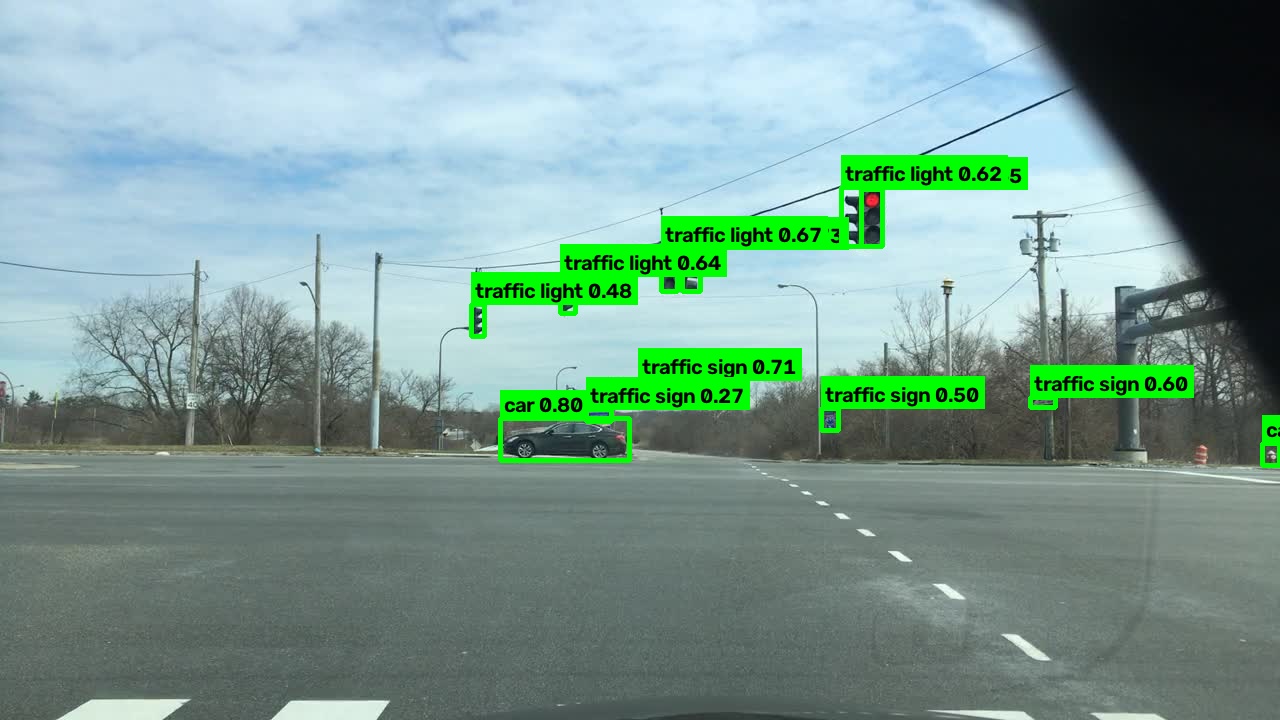 traffic light 0.62 5
traffic light 0.67 3
traffic light 0.64
traffic light 0.48
traffic sign 0.71
traffic sign 0.60
traffic sign 0.27
traffic sign 0.50
car 0.80
ca